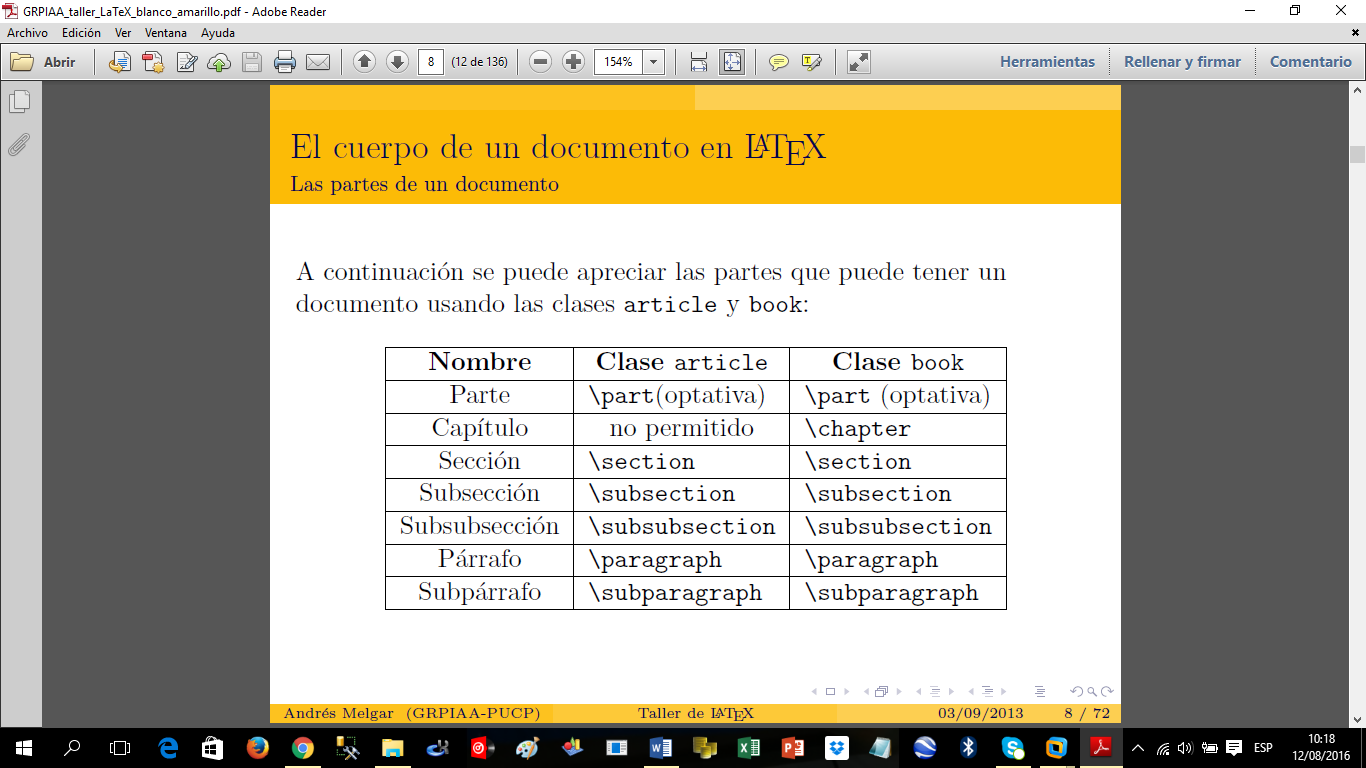 GRPIAA_taller_LaTeX_blanco_amarillo.pdf - Adobe Reader
Archivo Edición Ver Ventana Ayuda
Abrir 8 (12 de 136) 154% Herramientas Rellenar y firmar Comentario
El cuerpo de un documento en LATEX
Las partes de un documento
A continuación se puede apreciar las partes que puede tener un
documento usando las clases article y book:
Nombre Clase article Clase book
Parte \part(optativa) \part (optativa)
Capítulo no permitido \chapter
Sección \section \section
Subsección \subsection \subsection
Subsubsección \subsubsection \subsubsection
Párrafo \paragraph \paragraph
Subpárrafo \subparagraph \subparagraph
Andrés Melgar (GRPIAA-PUCP) Taller de LATEX 03/09/2013 8 / 72
ESP 10:18
12/08/2016